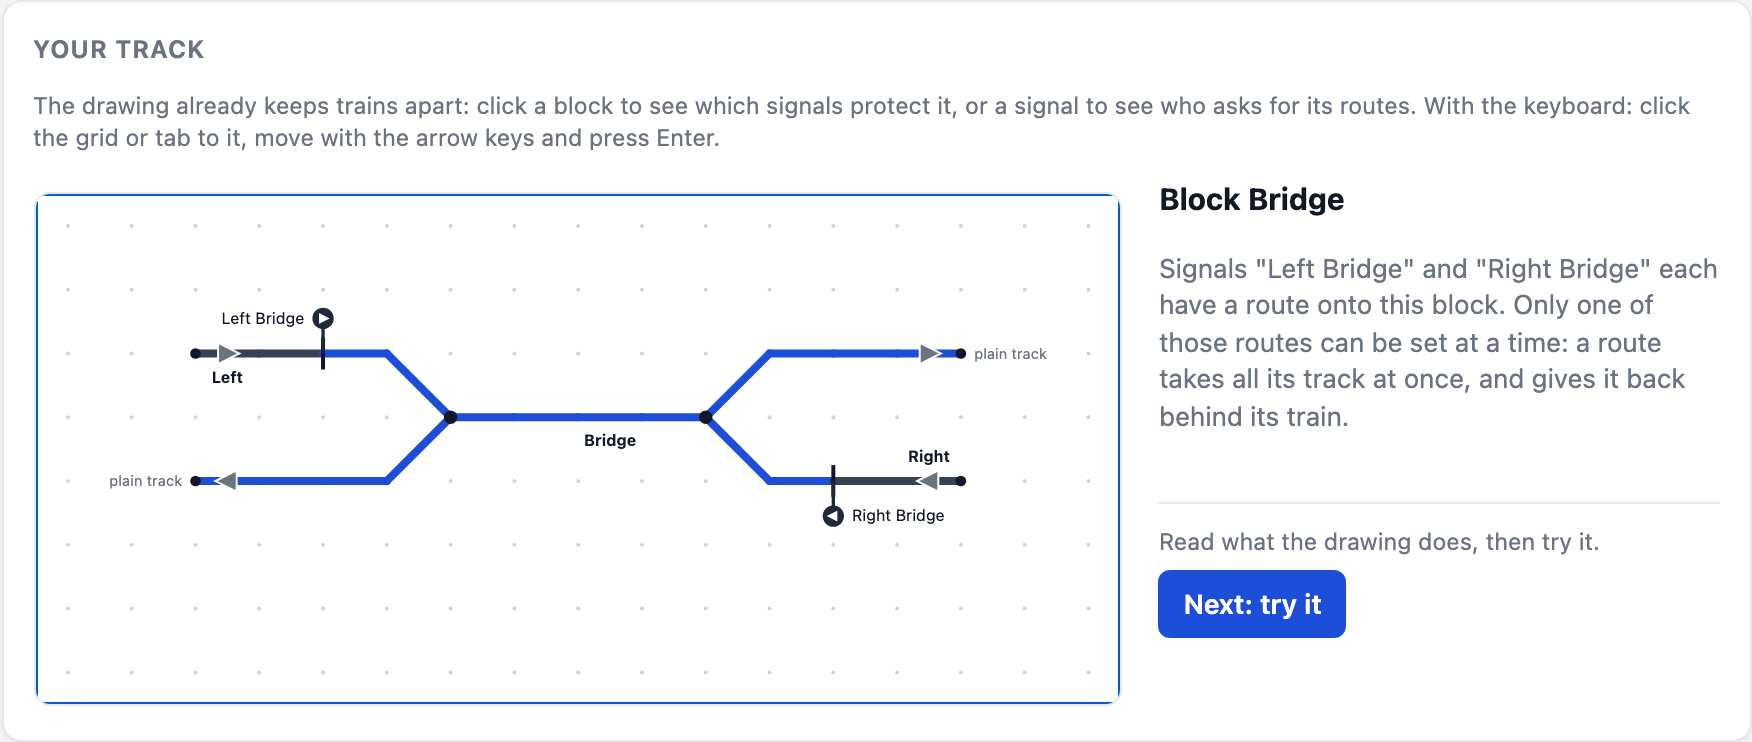 YOUR TRACK
The drawing already keeps trains apart: click a block to see which signals protect it, or a signal to see who asks for its routes. With the keyboard: click
the grid or tab to it, move with the arrow keys and press Enter.
Left Bridge
Left
plain track
plain track
Bridge
Right
Right Bridge
Block Bridge
Signals "Left Bridge" and "Right Bridge" each
have a route onto this block. Only one of
those routes can be set at a time: a route
takes all its track at once, and gives it back
behind its train.
Read what the drawing does, then try it.
Next: try it